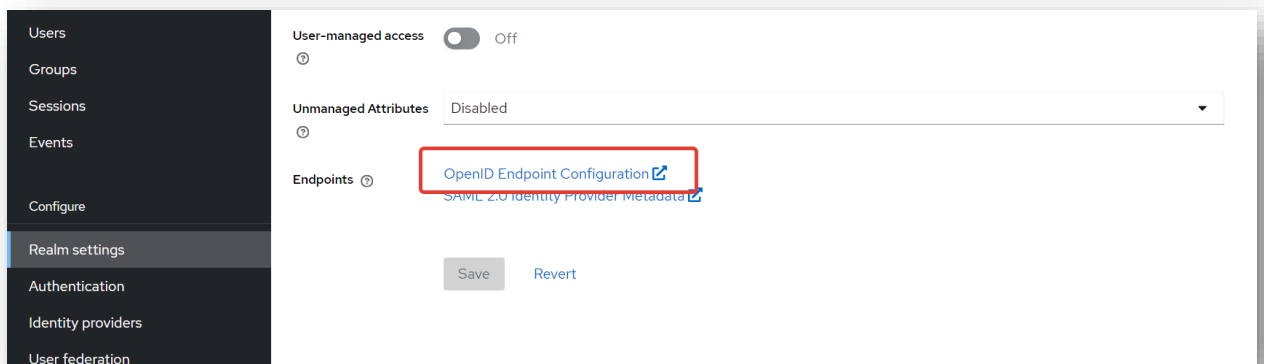 Users
Groups
Sessions
Events
Configure
Realm settings
Authentication
Identity providers
User federation
User-managed access
Off
Unmanaged Attributes
Disabled
Endpoints
OpenID Endpoint Configuration
SAML 2.0 Identity Provider Metadata
Save
Revert